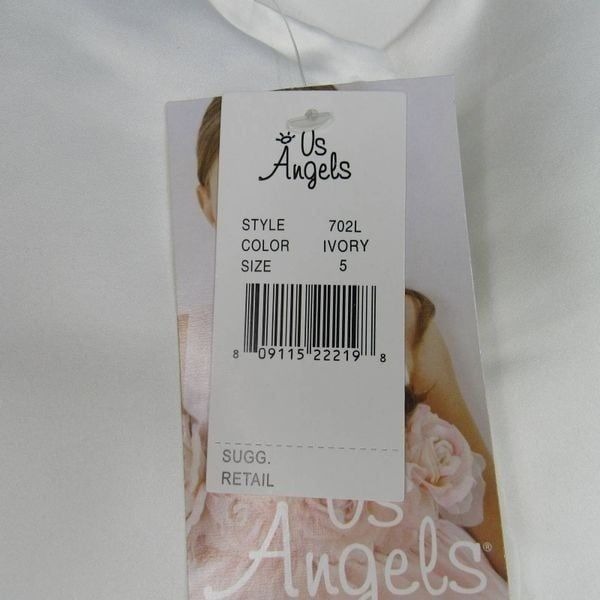 Us
Angels
STYLE 702L
COLOR IVORY
SIZE 5
8 09115 22219 8
SUGG.
RETAIL
Us
Angels®